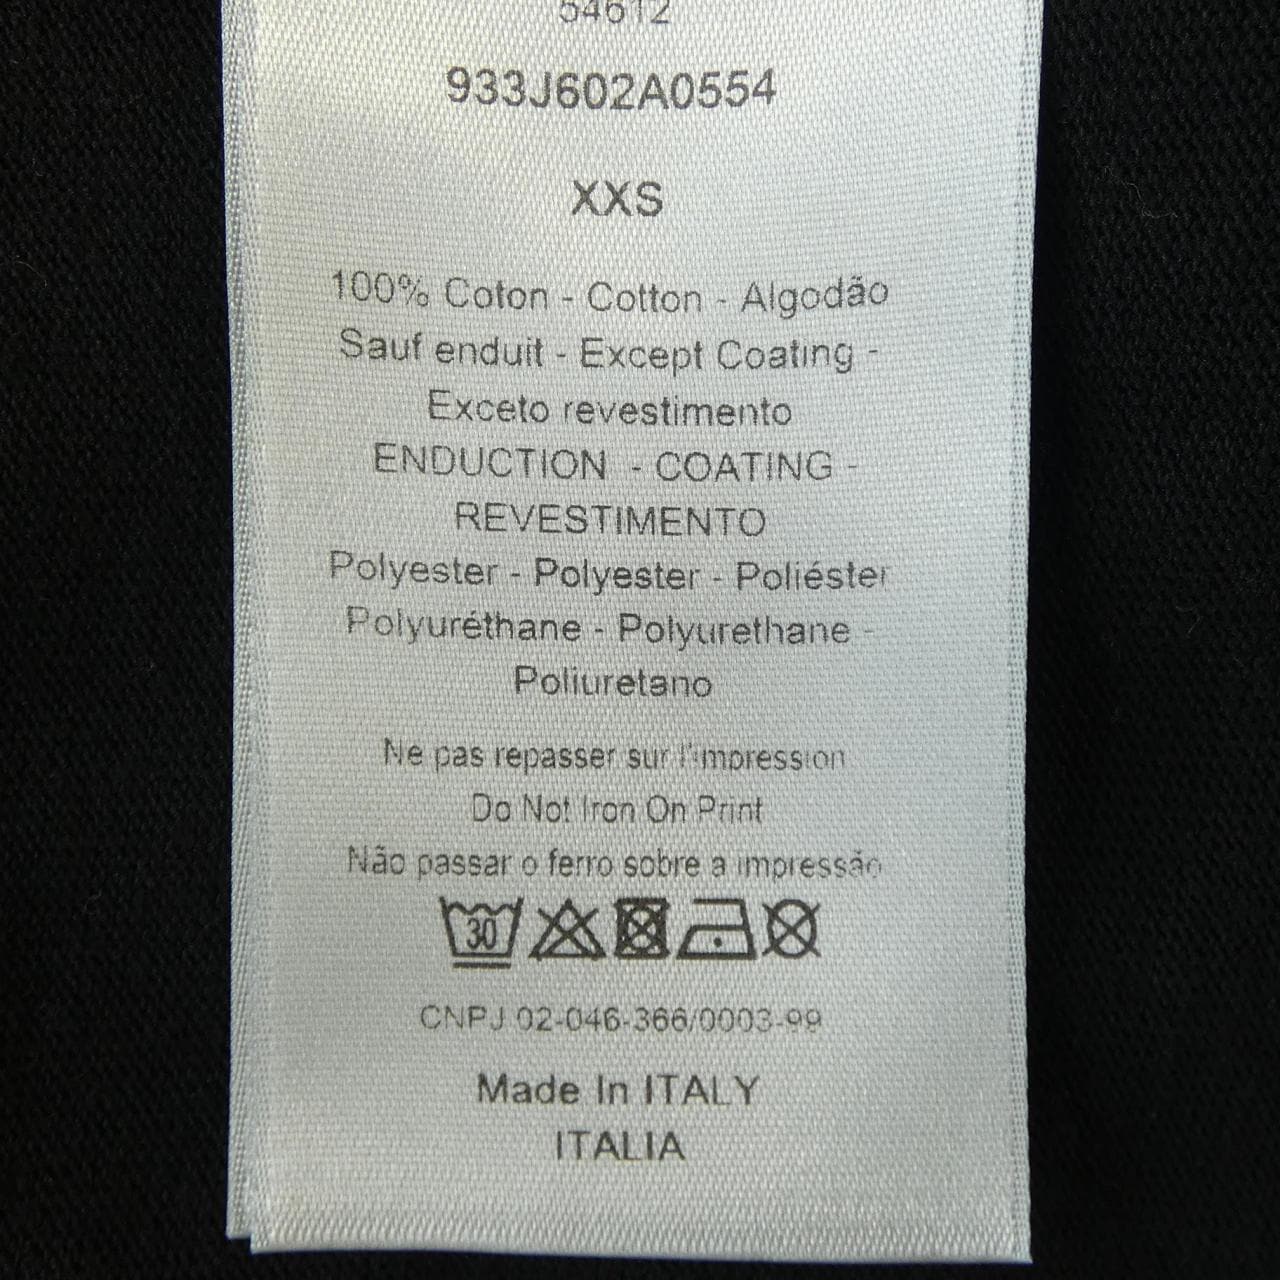 54612
933J602A0554
XXS
100% Coton - Cotton - Algodão
Sauf enduit - Except Coating -
Exceto revestimento
ENDUCTION - COATING -
REVESTIMENTO
Polyester - Polyester - Poliéster
Polyuréthane - Polyurethane -
Poliuretano
Ne pas repasser sur l'impression
Do Not Iron On Print
Não passar o ferro sobre a impressão
30
CNPJ 02-046-366/0003-99
Made In ITALY
ITALIA